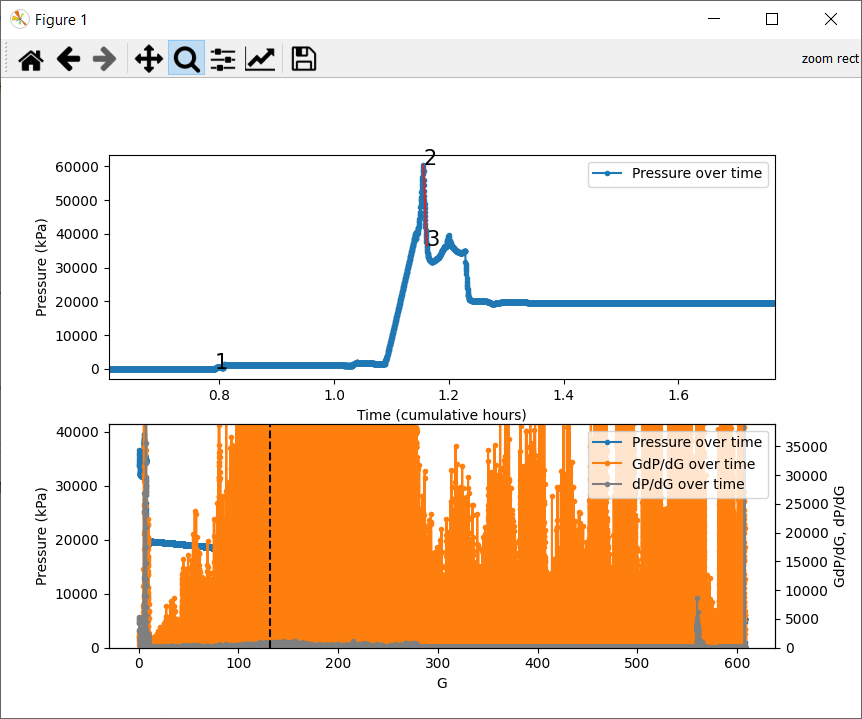 Figure 1
zoom rect
Pressure (kPa)
60000
50000
40000
30000
20000
10000
0
2
3
1
Pressure over time
0.8 1.0 1.2 1.4 1.6
Time (cumulative hours)
Pressure (kPa)
40000
30000
20000
10000
0
Pressure over time
GdP/dG over time
dP/dG over time
35000
30000
25000
20000
15000
10000
5000
0
GdP/dG, dP/dG
0 100 200 300 400 500 600
G